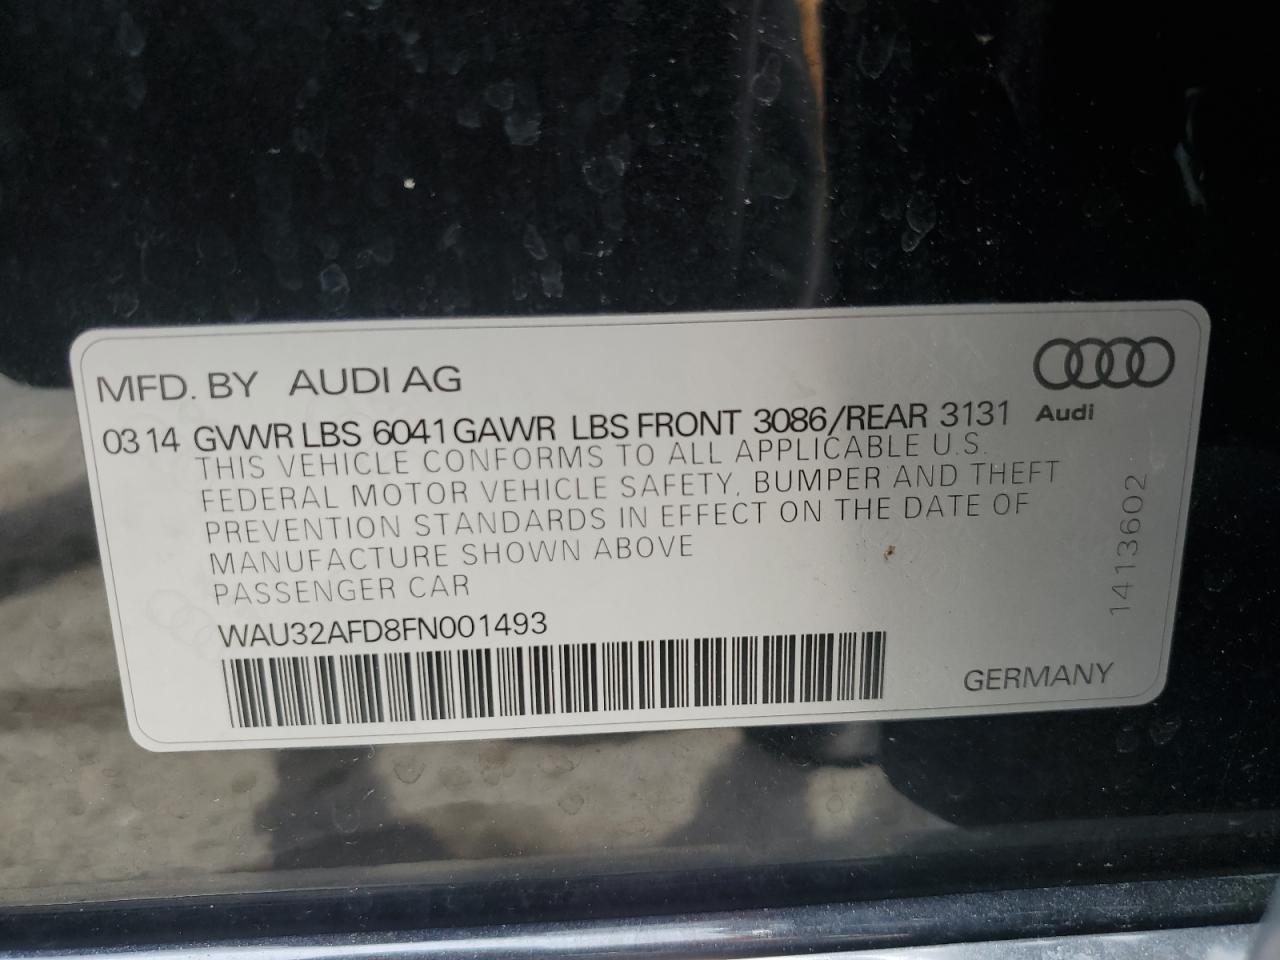 MFD. BY AUDI AG
03 14 GVWR LBS 6041 GAWR LBS FRONT 3086/REAR 3131
THIS VEHICLE CONFORMS TO ALL APPLICABLE U.S.
FEDERAL MOTOR VEHICLE SAFETY, BUMPER AND THEFT
PREVENTION STANDARDS IN EFFECT ON THE DATE OF
MANUFACTURE SHOWN ABOVE
PASSENGER CAR
WAU32AFD8FN001493
Audi
1413602
GERMANY